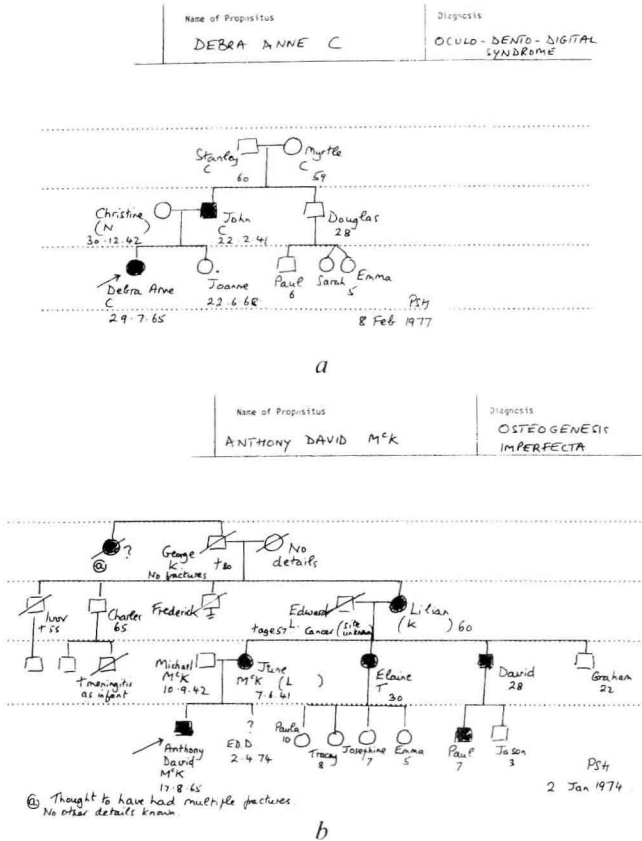 Name of Propositus
Diagnosis
DEBRA ANNE C
OCULO-DENTO-DIGITAL
SYNDROME
Stanley
C
60
Myrtle
C
59
Christine
(N
30.12.42
John
C
22.2.41
Douglas
28
Debra Anne
C
29.7.65
Joanne
22.6.68.
Paul
6
Sarah
Emma
5
PSH
8 Feb 1977
a
Name of Propositus
Diagnosis
ANTHONY DAVID McK
OSTEOGENESIS
IMPERFECTA
?
@
George
K
No fractures
+80
No
details
Ivor
+55
Charles
65
Frederick
Edward
L.
+age 57 Cancer (site
unknown)
Lilian
(K ) 60
+meningitis
as infant
Michael
McK
10.9.42
June
McK (L )
7.6.41
Elaine
T
30
David
28
Graham
22
Anthony
David
McK
17.8.65
?
E.D.D
2.4.74
Paula
10
Tracey
8
Josephine
7
Emma
5
Paul
7
Jason
3
PSH
2 Jan 1974.
@ Thought to have had multiple fractures.
No other details known.
b